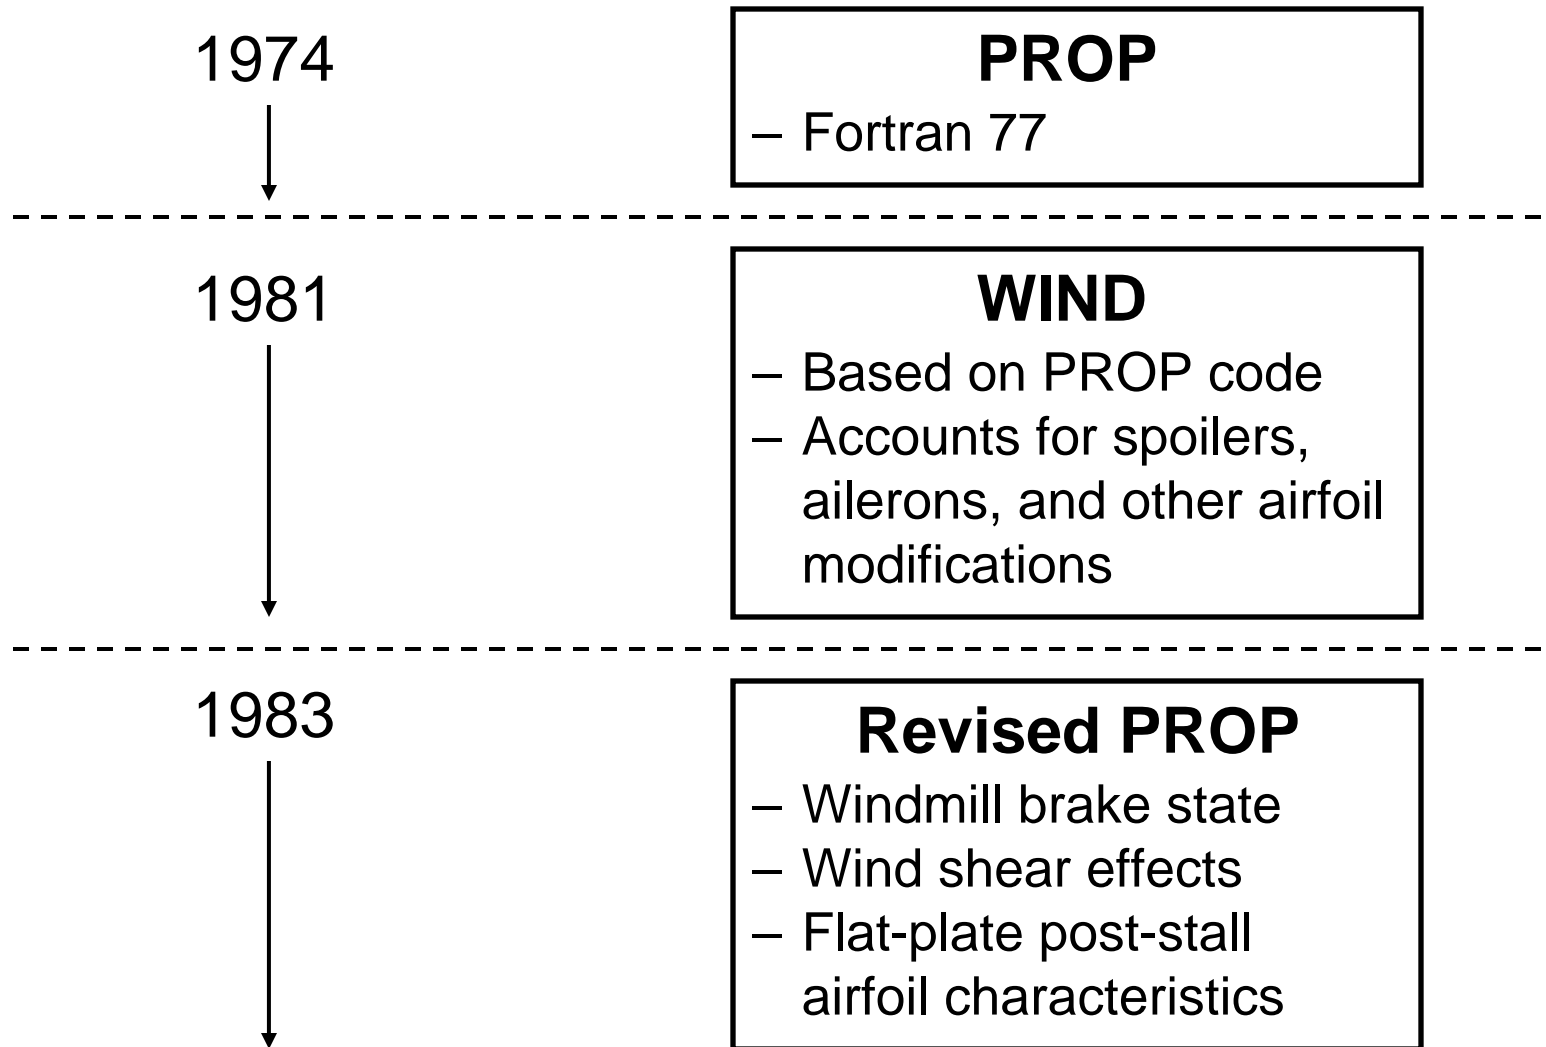 1974
PROP
– Fortran 77
1981
WIND
– Based on PROP code
– Accounts for spoilers,
ailerons, and other airfoil
modifications
1983
Revised PROP
– Windmill brake state
– Wind shear effects
– Flat-plate post-stall
airfoil characteristics